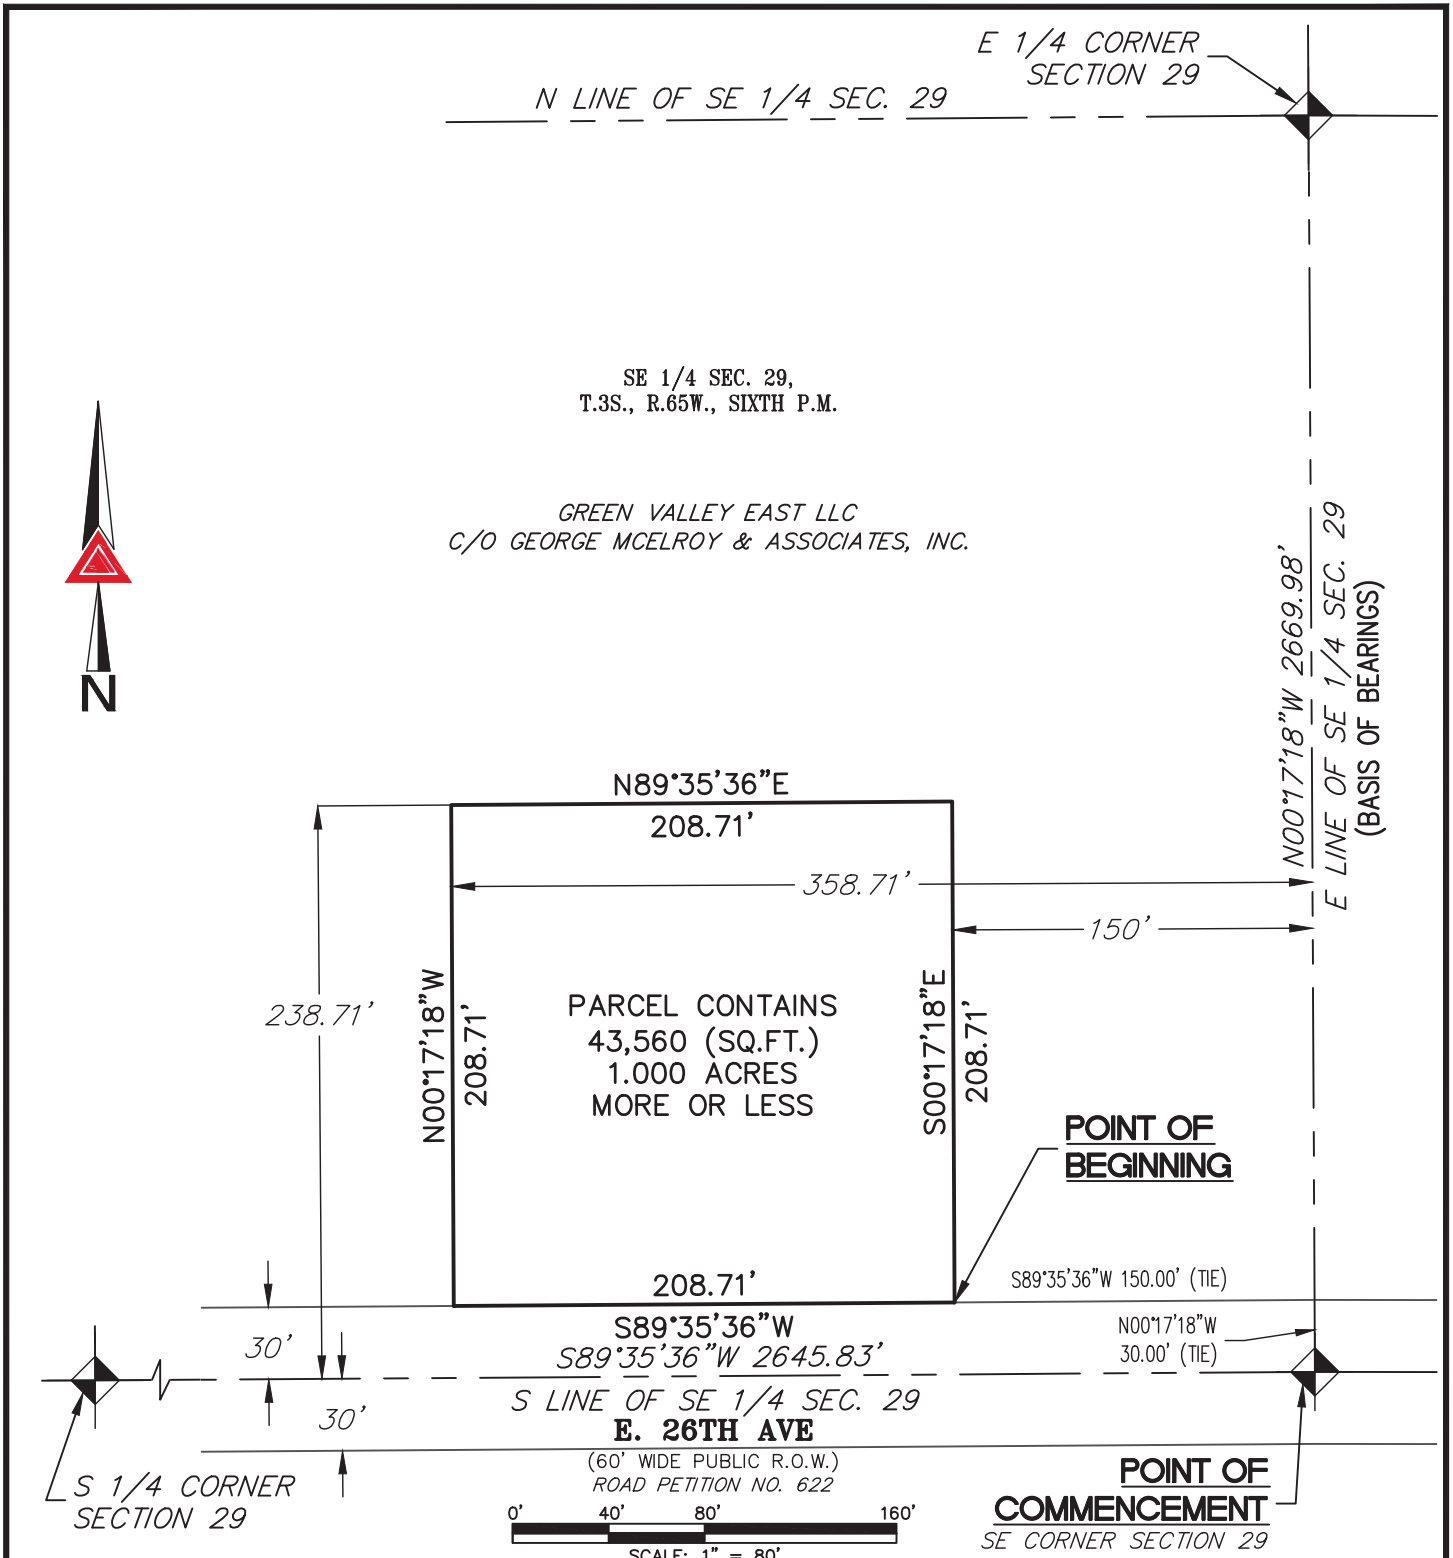 E 1/4 CORNER
SECTION 29
N LINE OF SE 1/4 SEC. 29
SE 1/4 SEC. 29,
T.3S., R.65W., SIXTH P.M.
GREEN VALLEY EAST LLC
C/O GEORGE MCELROY & ASSOCIATES, INC.
N
N00°17'18"W 2669.98'
E LINE OF SE 1/4 SEC. 29
(BASIS OF BEARINGS)
N89°35'36"E
208.71'
358.71'
150'
238.71'
N00°17'18"W
208.71'
PARCEL CONTAINS
43,560 (SQ.FT.)
1.000 ACRES
MORE OR LESS
S00°17'18"E
208.71'
POINT OF
BEGINNING
S89°35'36"W 150.00' (TIE)
208.71'
S89°35'36"W
N00°17'18"W
30.00' (TIE)
30'
S89°35'36"W 2645.83'
S LINE OF SE 1/4 SEC. 29
30'
E. 26TH AVE
(60' WIDE PUBLIC R.O.W.)
ROAD PETITION NO. 622
S 1/4 CORNER
SECTION 29
POINT OF
COMMENCEMENT
SE CORNER SECTION 29
0' 40' 80' 160'
SCALE: 1" = 80'